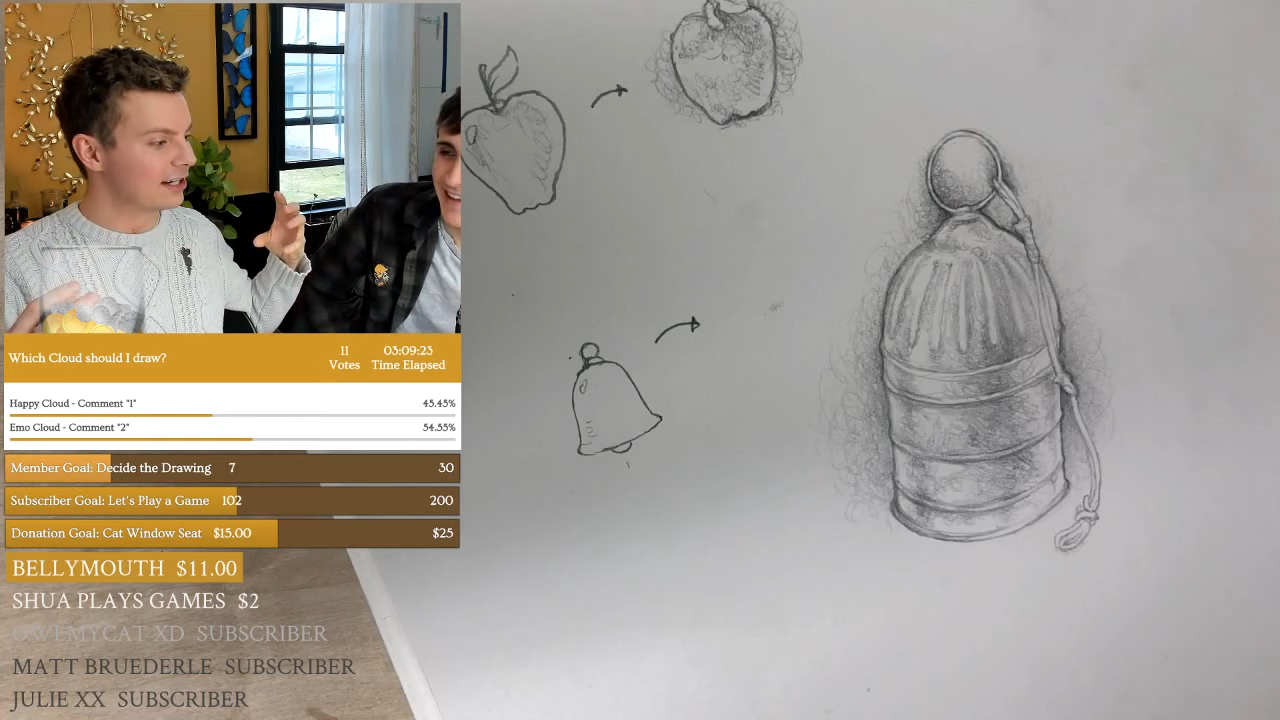 Which Cloud should I draw?
11 Votes
03:09:23 Time Elapsed
Happy Cloud - Comment "1" 45.45%
Emo Cloud - Comment "2" 54.55%
Member Goal: Decide the Drawing 7 30
Subscriber Goal: Let's Play a Game 102 200
Donation Goal: Cat Window Seat $15.00 $25
BELLYMOUTH $11.00
SHUA PLAYS GAMES $2
OWEMYCAT XD SUBSCRIBER
MATT BRUEDERLE SUBSCRIBER
JULIE XX SUBSCRIBER